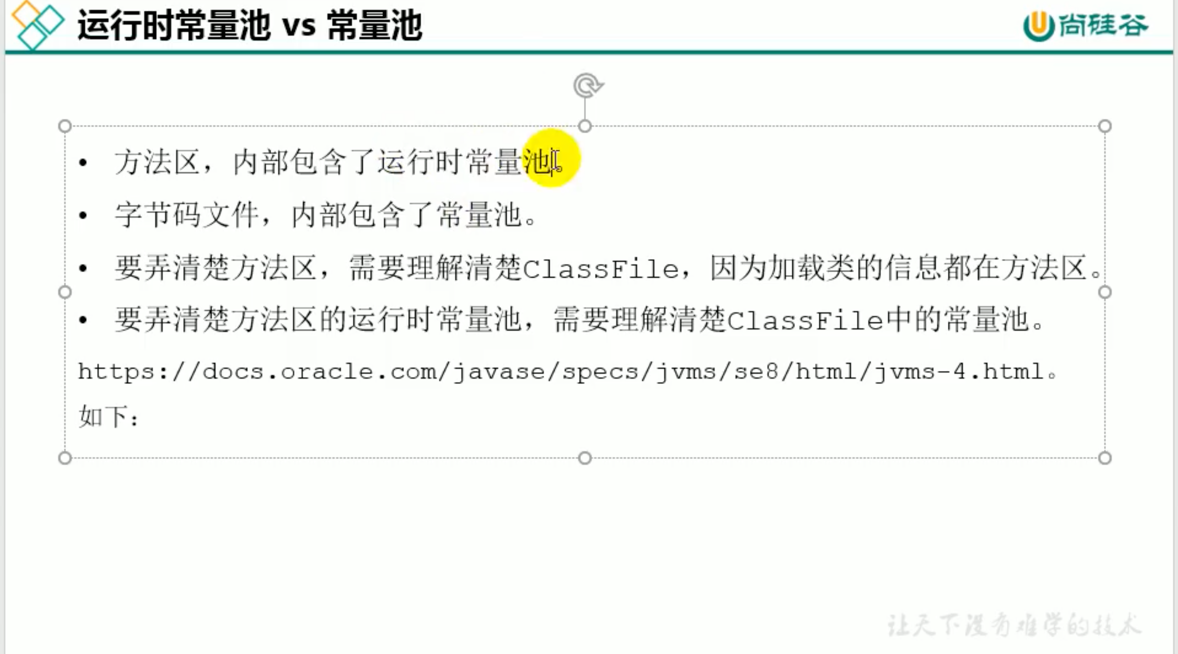 运行时常量池 vs 常量池
尚硅谷
• 方法区，内部包含了运行时常量池。
• 字节码文件，内部包含了常量池。
• 要弄清楚方法区，需要理解清楚ClassFile，因为加载类的信息都在方法区。
• 要弄清楚方法区的运行时常量池，需要理解清楚ClassFile中的常量池。
https://docs.oracle.com/javase/specs/jvms/se8/html/jvms-4.html。
如下：
让天下没有难学的技术